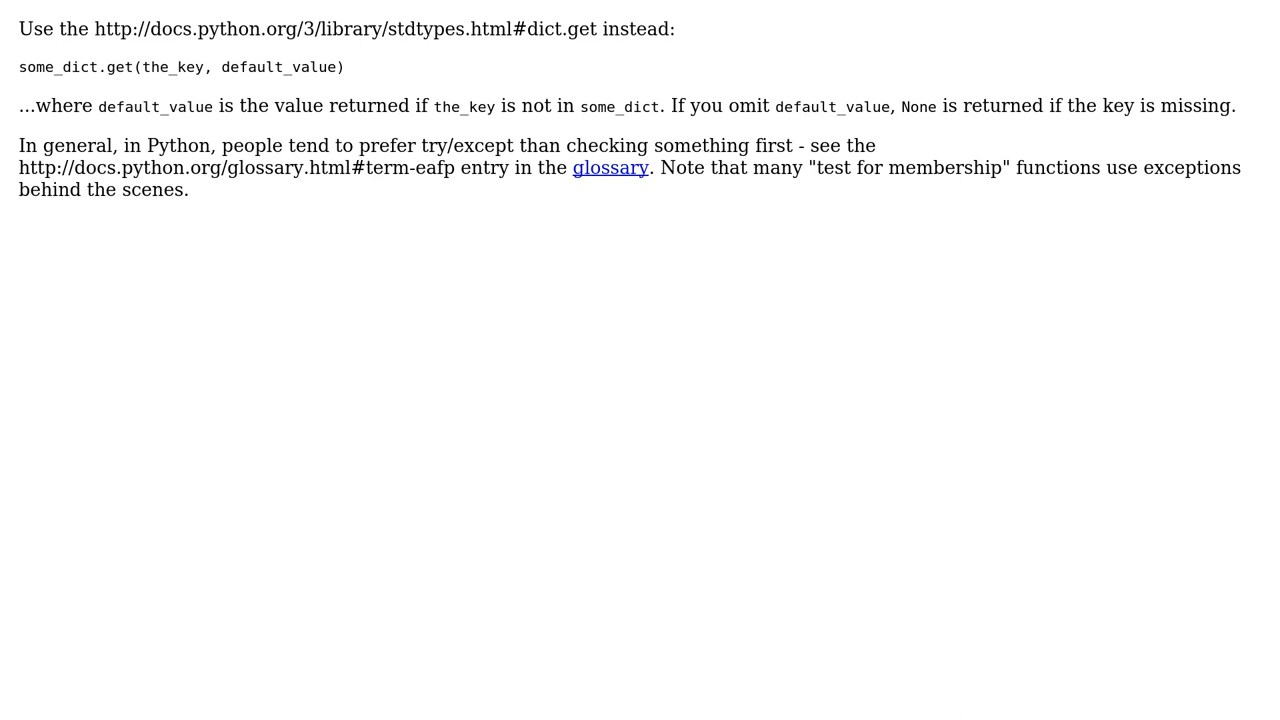 Use the http://docs.python.org/3/library/stdtypes.html#dict.get instead:
some_dict.get(the_key, default_value)
...where default_value is the value returned if the_key is not in some_dict. If you omit default_value, None is returned if the key is missing.
In general, in Python, people tend to prefer try/except than checking something first - see the
http://docs.python.org/glossary.html#term-eafp entry in the glossary. Note that many "test for membership" functions use exceptions
behind the scenes.